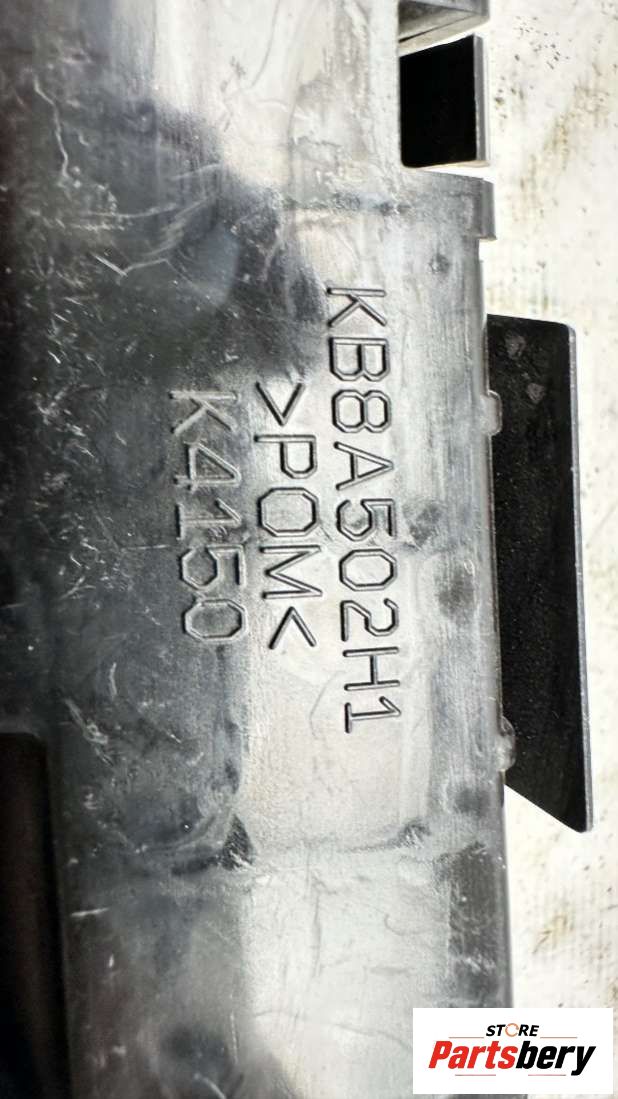 KB8A502H1
>POM<
K4150
STORE
Partsbery